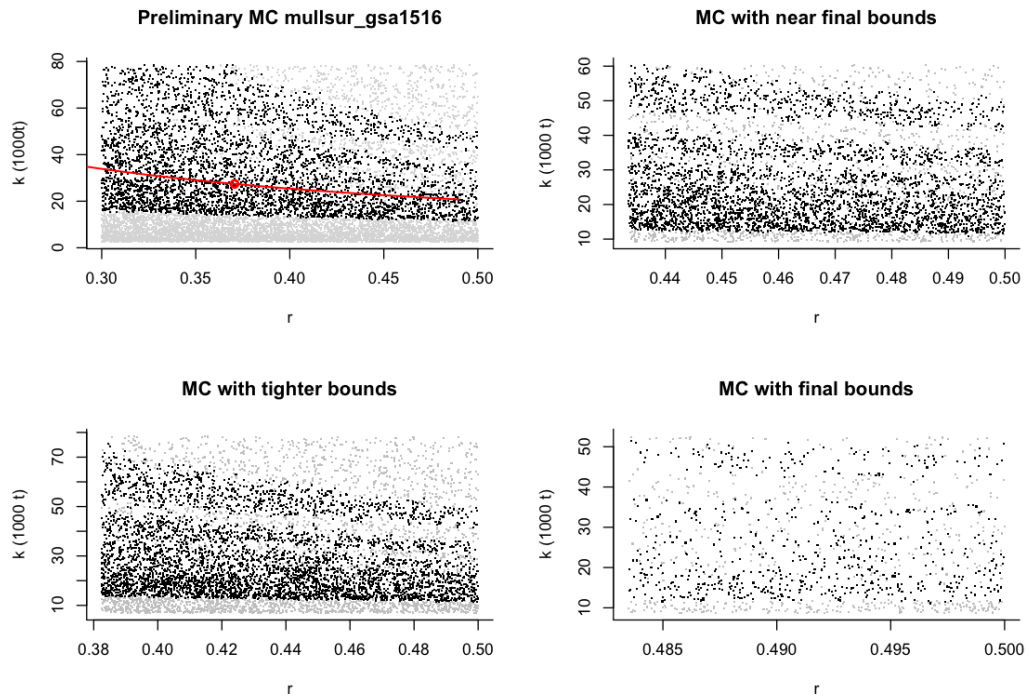 Preliminary MC mullsur_gsa1516
k (1000t)
80
60
40
20
0
0.30 0.35 0.40 0.45 0.50
r
MC with near final bounds
k (1000 t)
60
50
40
30
20
10
0.44 0.45 0.46 0.47 0.48 0.49 0.50
r
MC with tighter bounds
k (1000 t)
70
50
30
10
0.38 0.40 0.42 0.44 0.46 0.48 0.50
r
MC with final bounds
k (1000 t)
50
40
30
20
10
0.485 0.490 0.495 0.500
r